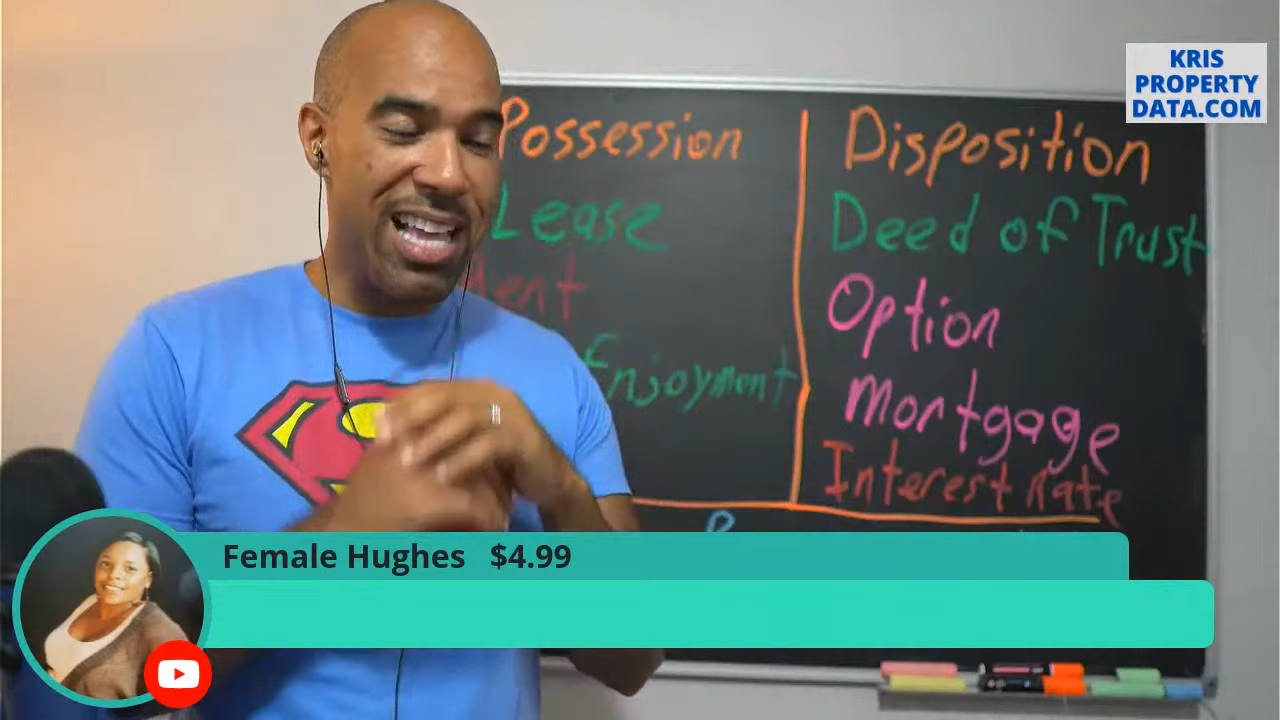 KRIS
PROPERTY
DATA.COM
Possession
Lease
Enjoyment
Disposition
Deed of Trust
Option
Mortgage
Interest Rate
Female Hughes $4.99